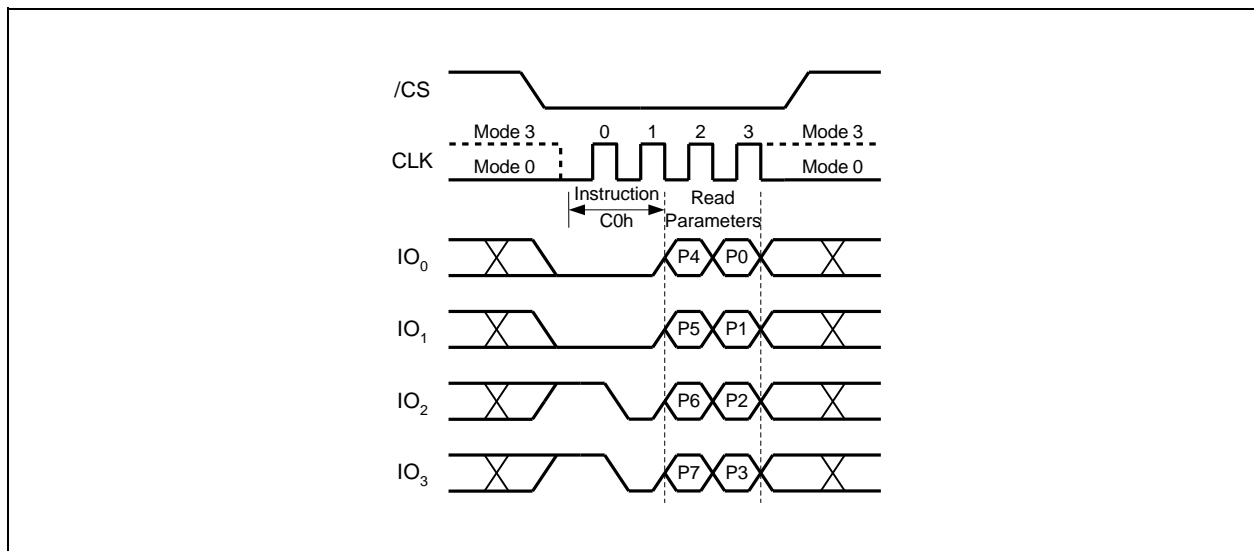 /CS
Mode 3 0 1 2 3 Mode 3
CLK
Mode 0 Mode 0
Instruction Read
C0h Parameters
IO0 P4 P0
IO1 P5 P1
IO2 P6 P2
IO3 P7 P3